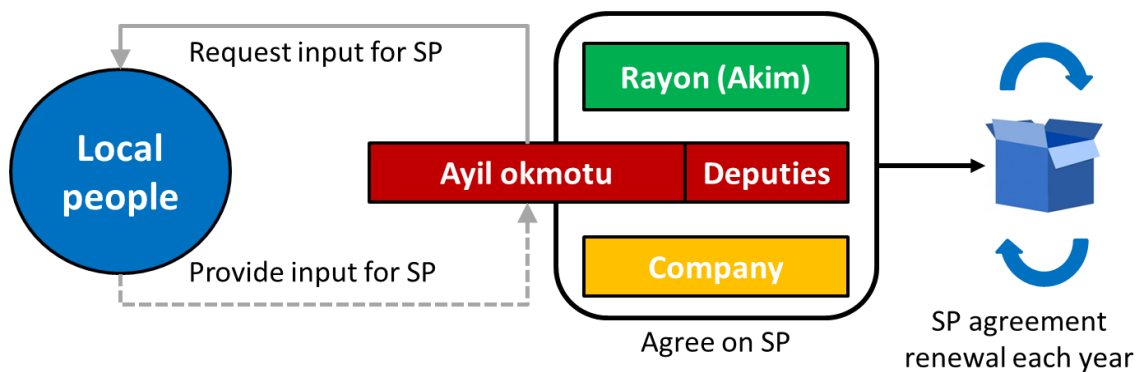 Request input for SP
Local
people
Provide input for SP
Rayon (Akim)
Ayil okmotu
Deputies
Company
Agree on SP
SP agreement
renewal each year